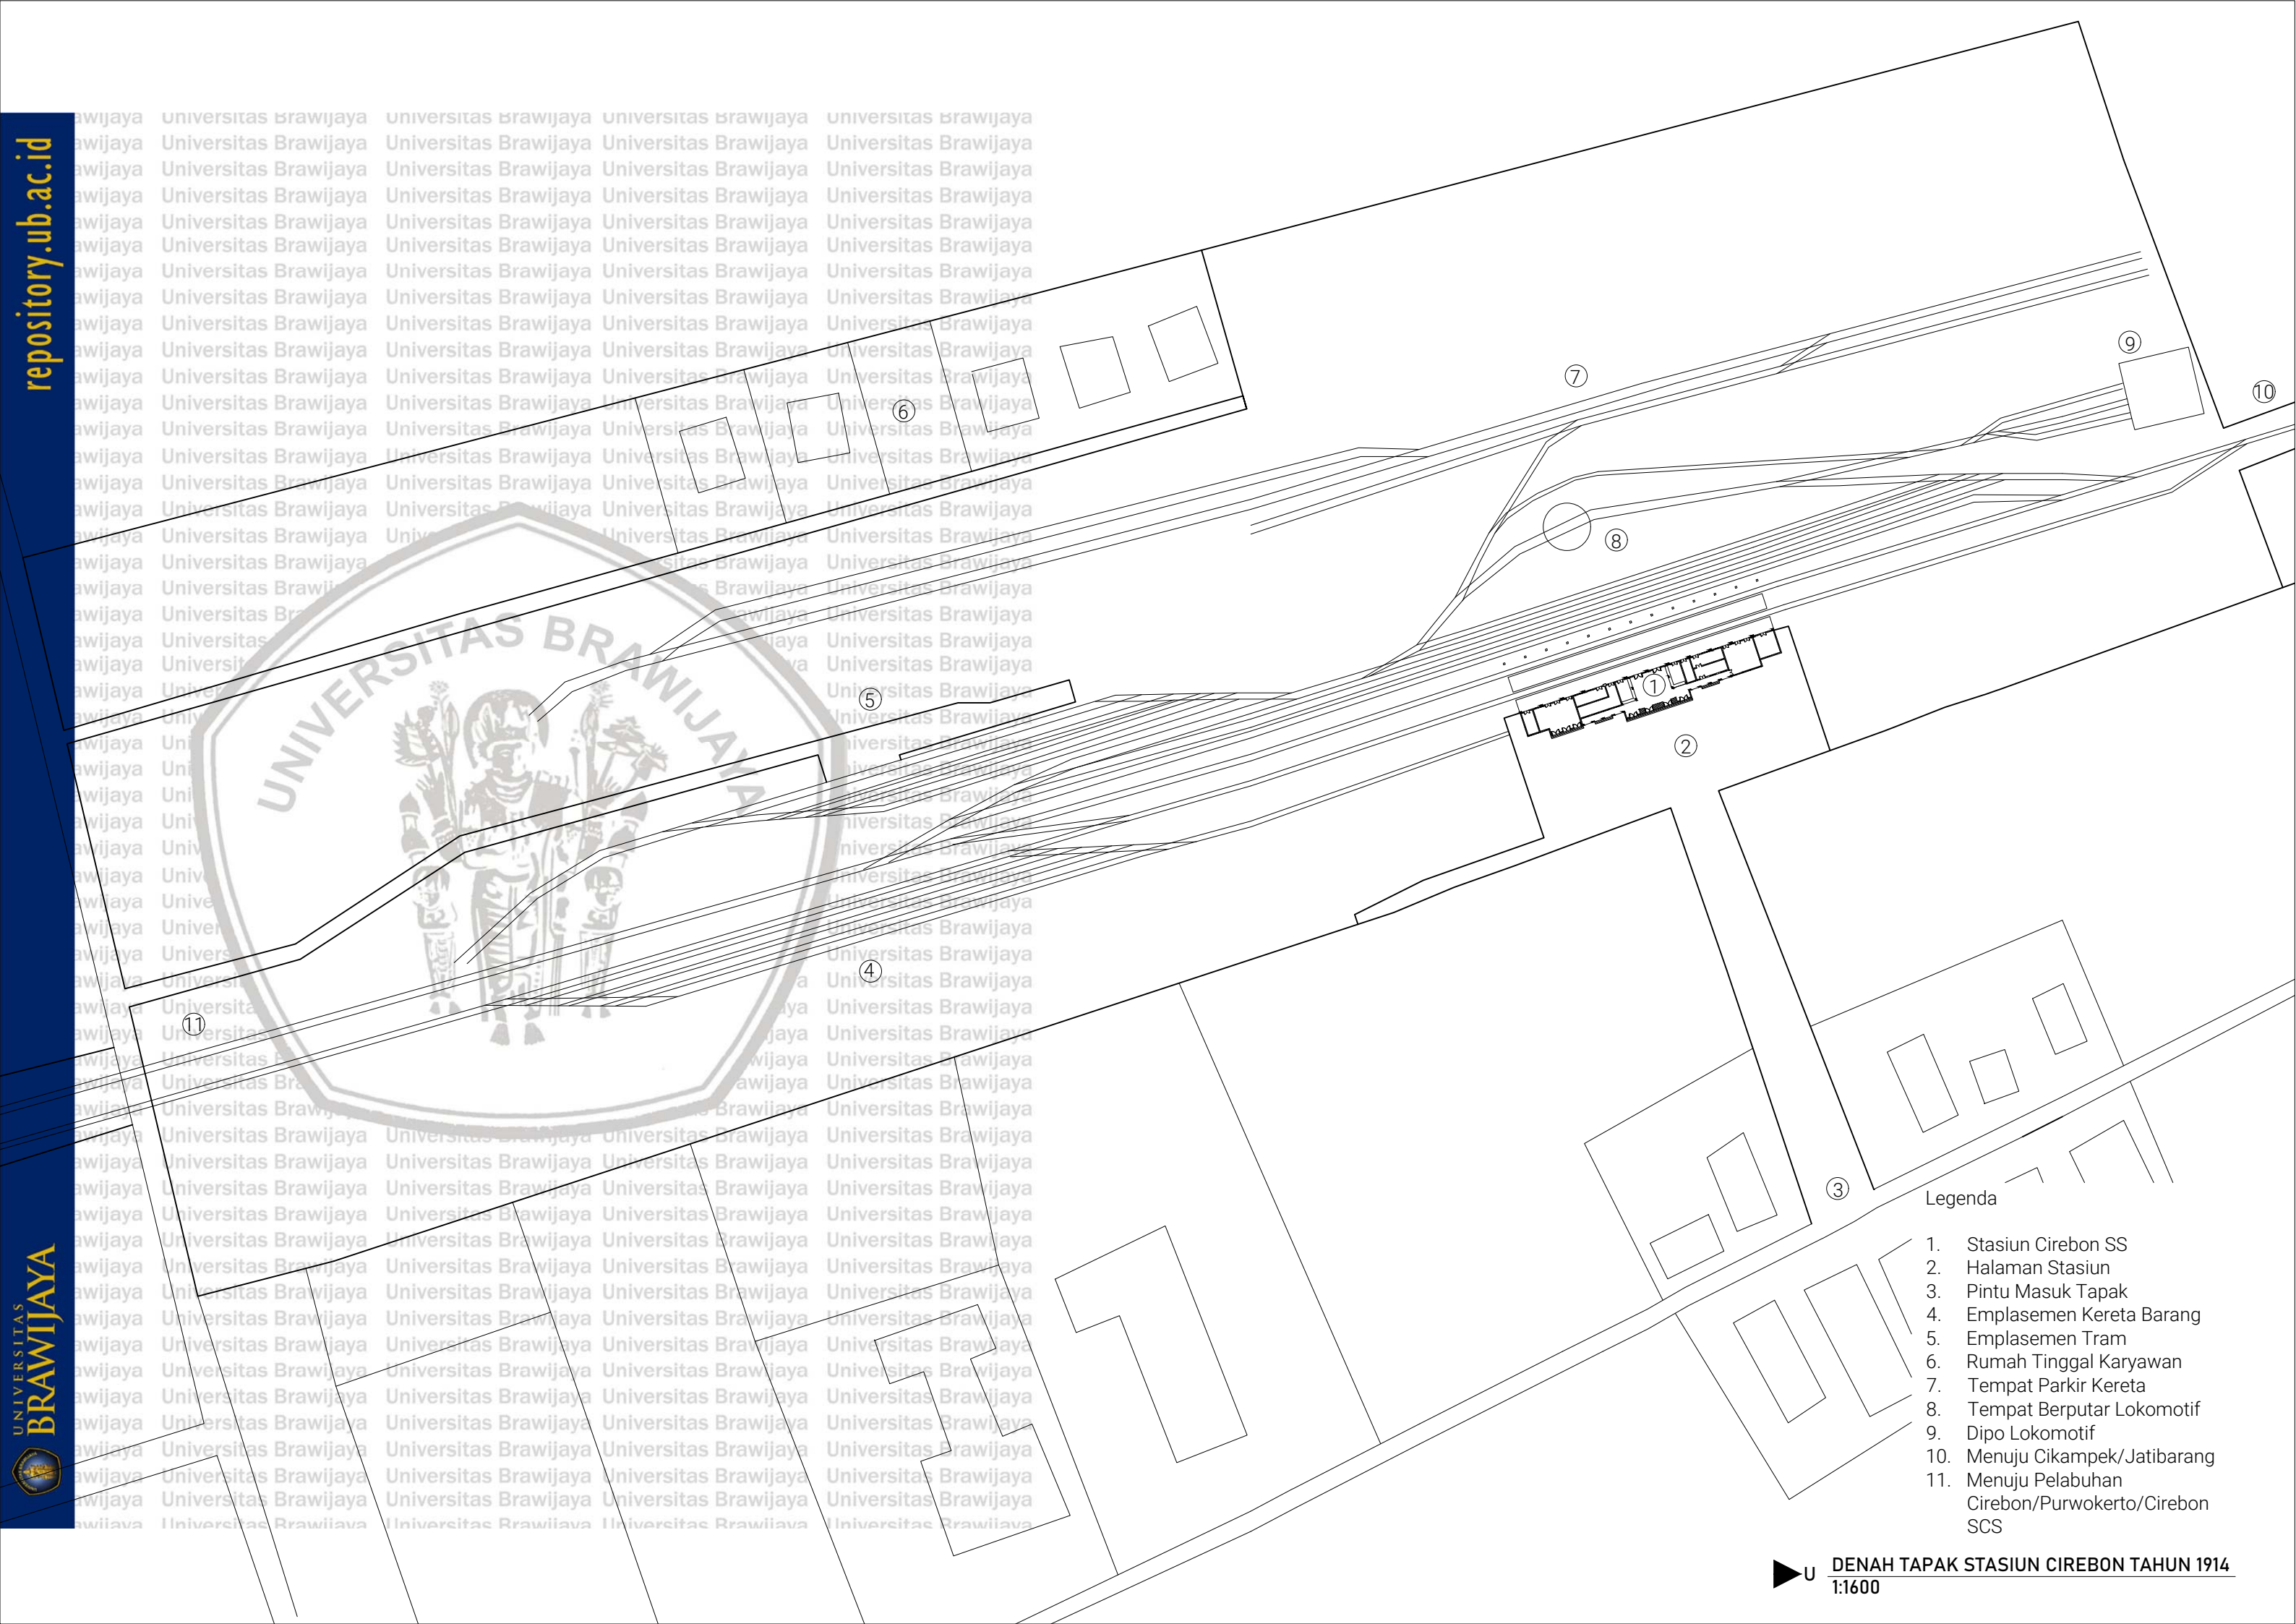 repository.ub.ac.id
UNIVERSITAS
BRAWIJAYA
UNIVERSITAS BRAWIJAYA
Universitas Brawijaya
1
2
3
4
5
6
7
8
9
10
11
Legenda
1. Stasiun Cirebon SS
2. Halaman Stasiun
3. Pintu Masuk Tapak
4. Emplasemen Kereta Barang
5. Emplasemen Tram
6. Rumah Tinggal Karyawan
7. Tempat Parkir Kereta
8. Tempat Berputar Lokomotif
9. Dipo Lokomotif
10. Menuju Cikampek/Jatibarang
11. Menuju Pelabuhan
Cirebon/Purwokerto/Cirebon
SCS
U
DENAH TAPAK STASIUN CIREBON TAHUN 1914
1:1600